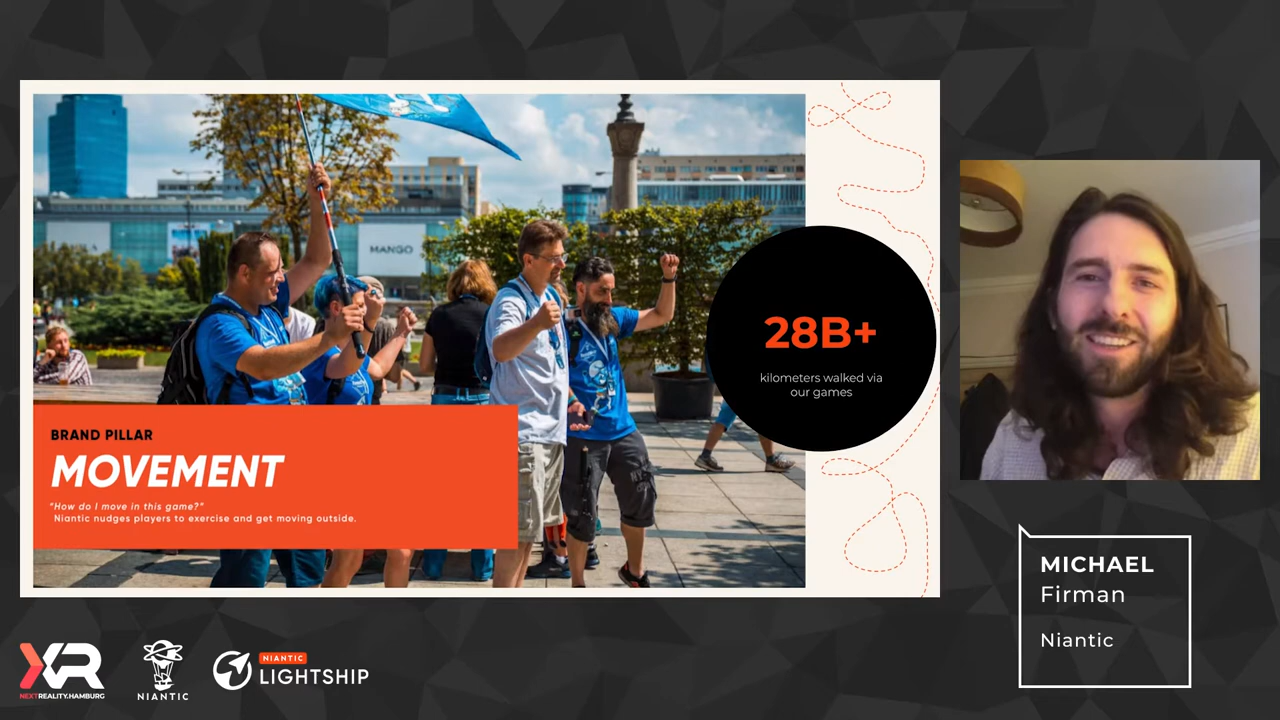 MANGO
28B+
kilometers walked via
our games
BRAND PILLAR
MOVEMENT
"How do I move in this game?"
Niantic nudges players to exercise and get moving outside.
MICHAEL
Firman
Niantic
XR
NEXTREALITY.HAMBURG
NIANTIC
NIANTIC
LIGHTSHIP